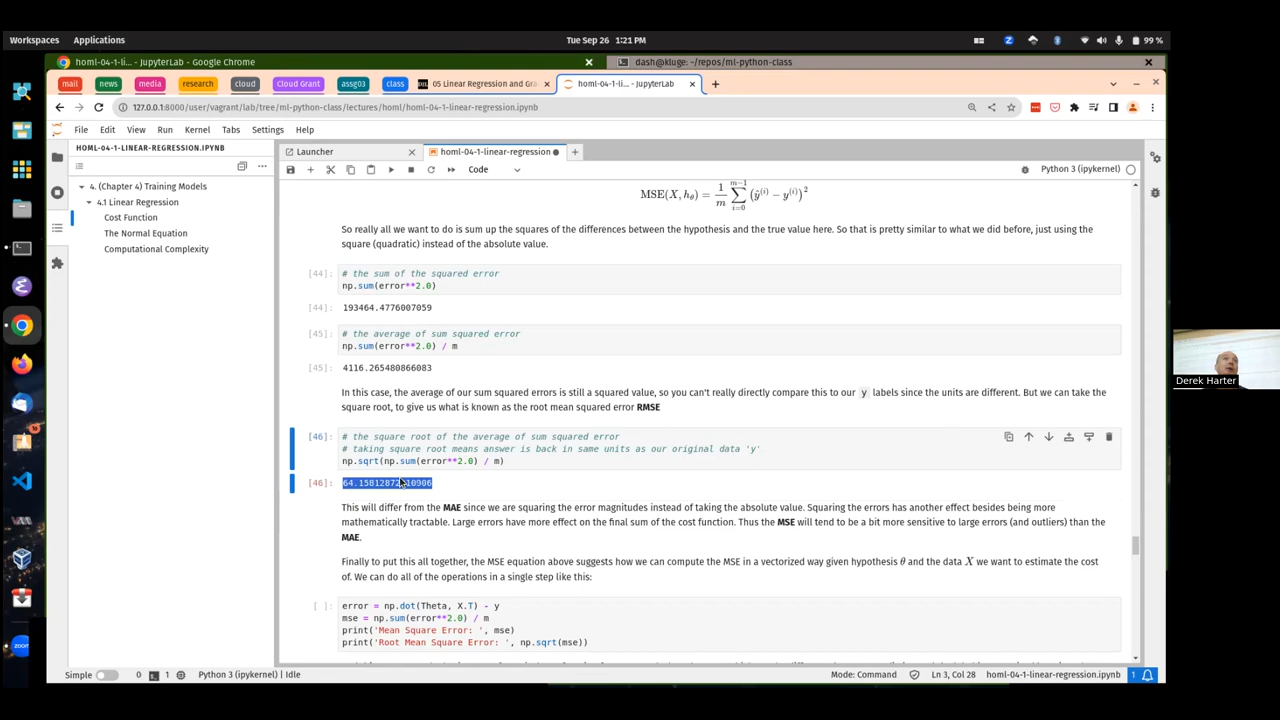 Workspaces Applications Tue Sep 26 1:21 PM 99 %
homl-04-1-li... - JupyterLab - Google Chrome dash@kluge: ~/repos/ml-python-class
mail news media research cloud Cloud Grant assg03 class 05 Linear Regression and Gra homl-04-1-li... - JupyterLab
127.0.0.1:8000/user/vagrant/lab/tree/ml-python-class/lectures/homl/homl-04-1-linear-regression.ipynb
File Edit View Run Kernel Tabs Settings Help
HOML-04-1-LINEAR-REGRESSION.IPYNB
Launcher homl-04-1-linear-regression
Code Python 3 (ipykernel)
4. (Chapter 4) Training Models
4.1 Linear Regression
Cost Function
The Normal Equation
Computational Complexity
MSE(X, hθ) = 1/m ∑ i=0 m−1 (ŷ(i) − y(i))2
So really all we want to do is sum up the squares of the differences between the hypothesis and the true value here. So that is pretty similar to what we did before, just using the
square (quadratic) instead of the absolute value.
[44]: # the sum of the squared error
np.sum(error**2.0)
[44]: 193464.4776007059
[45]: # the average of sum squared error
np.sum(error**2.0) / m
[45]: 4116.265480866083
In this case, the average of our sum squared errors is still a squared value, so you can't really directly compare this to our y labels since the units are different. But we can take the
square root, to give us what is known as the root mean squared error RMSE
[46]: # the square root of the average of sum squared error
# taking square root means answer is back in same units as our original data 'y'
np.sqrt(np.sum(error**2.0) / m)
[46]:
This will differ from the MAE since we are squaring the error magnitudes instead of taking the absolute value. Squaring the errors has another effect besides being more
mathematically tractable. Large errors have more effect on the final sum of the cost function. Thus the MSE will tend to be a bit more sensitive to large errors (and outliers) than the
MAE.
Finally to put this all together, the MSE equation above suggests how we can compute the MSE in a vectorized way given hypothesis θ and the data X we want to estimate the cost
of. We can do all of the operations in a single step like this:
[ ]: error = np.dot(Theta, X.T) - y
mse = np.sum(error**2.0) / m
print('Mean Square Error: ', mse)
print('Root Mean Square Error: ', np.sqrt(mse))
Simple 0 1 Python 3 (ipykernel) | Idle Mode: Command Ln 3, Col 28 homl-04-1-linear-regression.ipynb 1
zoom
Derek Harter